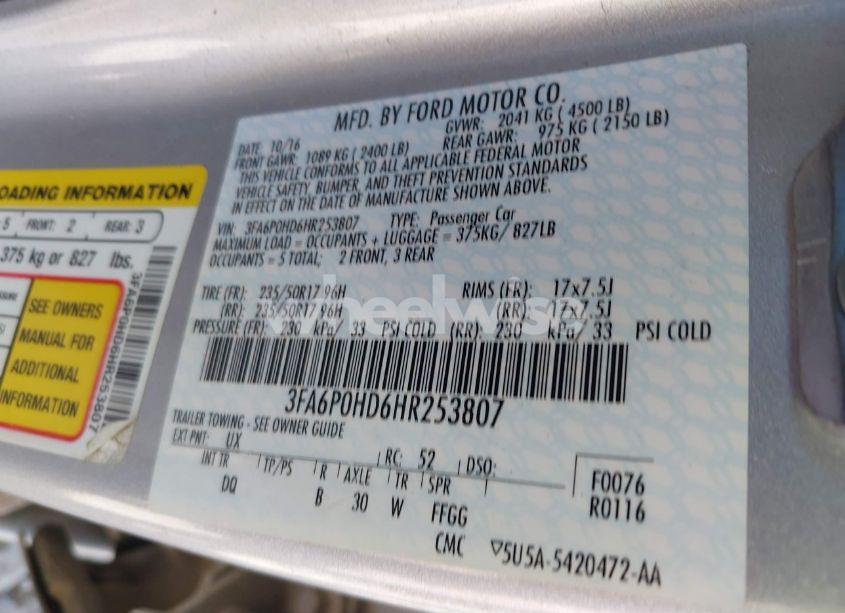 MFD. BY FORD MOTOR CO.
DATE: 10/16 GVWR: 2041 KG ( 4500 LB)
FRONT GAWR: 1089 KG ( 2400 LB) REAR GAWR: 975 KG ( 2150 LB)
THIS VEHICLE CONFORMS TO ALL APPLICABLE FEDERAL MOTOR
VEHICLE SAFETY, BUMPER, AND THEFT PREVENTION STANDARDS
IN EFFECT ON THE DATE OF MANUFACTURE SHOWN ABOVE.
VIN: 3FA6P0HD6HR253807 TYPE: Passenger Car
MAXIMUM LOAD = OCCUPANTS + LUGGAGE = 375KG/ 827LB
OCCUPANTS = 5 TOTAL: 2 FRONT, 3 REAR
TIRE (FR): 235/50R17 96H RIMS (FR): 17x7.5J
(RR): 235/50R17 96H (RR): 17x7.5J
PRESSURE (FR): 230 kPa/ 33 PSI COLD (RR): 230 kPa/ 33 PSI COLD
3FA6P0HD6HR253807
TRAILER TOWING - SEE OWNER GUIDE
EXT PNT: UX RC: 52 DSO:
INT TR TP/PS R AXLE TR SPR
F0076
DQ B 30 W FFGG R0116
CMC 5U5A-5420472-AA
OADING INFORMATION
5 FRONT: 2 REAR: 3
375 kg or 827 lbs.
SEE OWNERS
MANUAL FOR
ADDITIONAL
INFORMATION
3FA6P0HD6HR253807
wheelwise